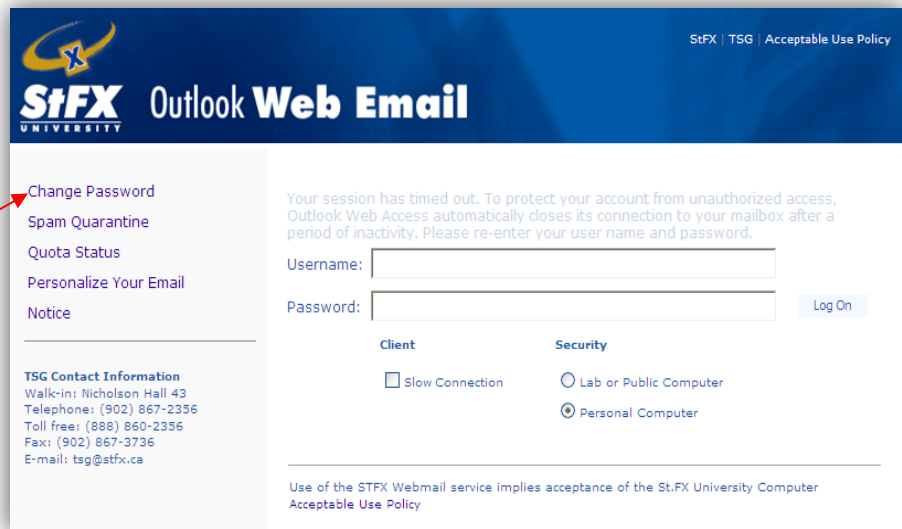 StFX | TSG | Acceptable Use Policy
X
StFX
UNIVERSITY
Outlook Web Email
Change Password
Spam Quarantine
Quota Status
Personalize Your Email
Notice
TSG Contact Information
Walk-in: Nicholson Hall 43
Telephone: (902) 867-2356
Toll free: (888) 860-2356
Fax: (902) 867-3736
E-mail: tsg@stfx.ca
Your session has timed out. To protect your account from unauthorized access,
Outlook Web Access automatically closes its connection to your mailbox after a
period of inactivity. Please re-enter your user name and password.
Username:
Password:
Log On
Client
Security
Slow Connection
Lab or Public Computer
Personal Computer
Use of the STFX Webmail service implies acceptance of the St.FX University Computer
Acceptable Use Policy